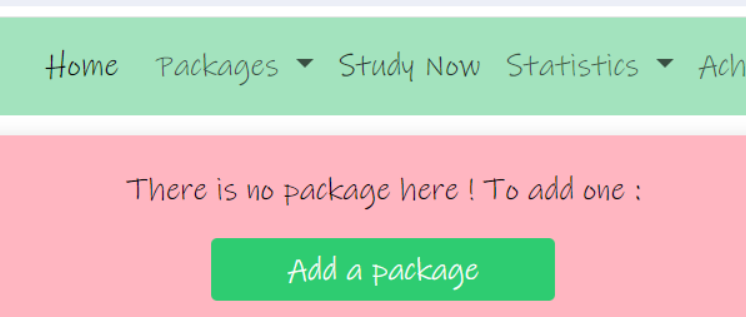 Home Packages Study Now Statistics Ach
There is no package here ! To add one :
Add a package